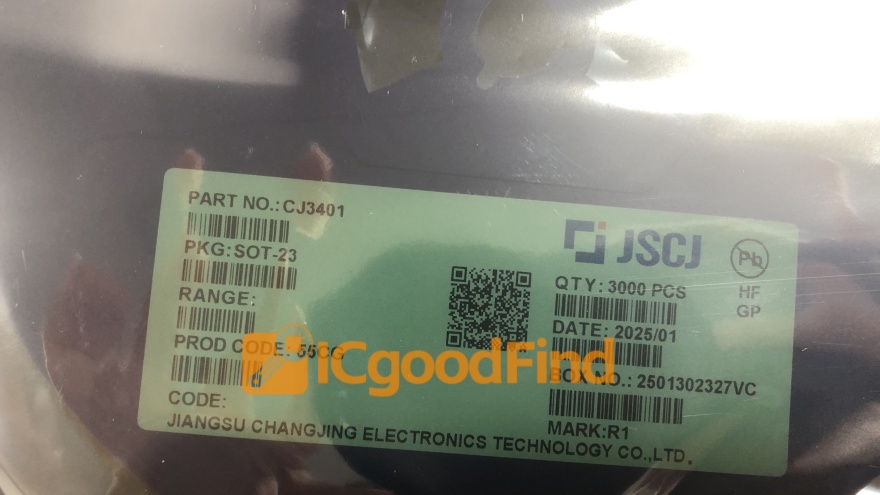 PART NO.:CJ3401
PKG:SOT-23
RANGE:
PROD CODE: 55CG
CODE:
JIANGSU CHANGJING ELECTRONICS TECHNOLOGY CO.,LTD.
JSCJ
Pb
HF
GP
QTY: 3000 PCS
DATE: 2025/01
BOX NO.: 2501302327VC
MARK:R1
ICgoodFind